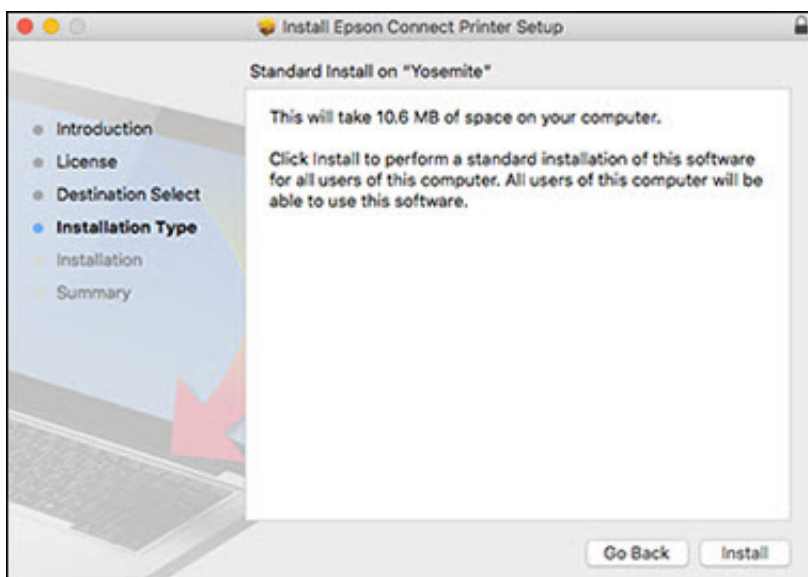 Install Epson Connect Printer Setup
Standard Install on "Yosemite"
Introduction
License
Destination Select
Installation Type
Installation
Summary
This will take 10.6 MB of space on your computer.
Click Install to perform a standard installation of this software
for all users of this computer. All users of this computer will be
able to use this software.
Go Back
Install